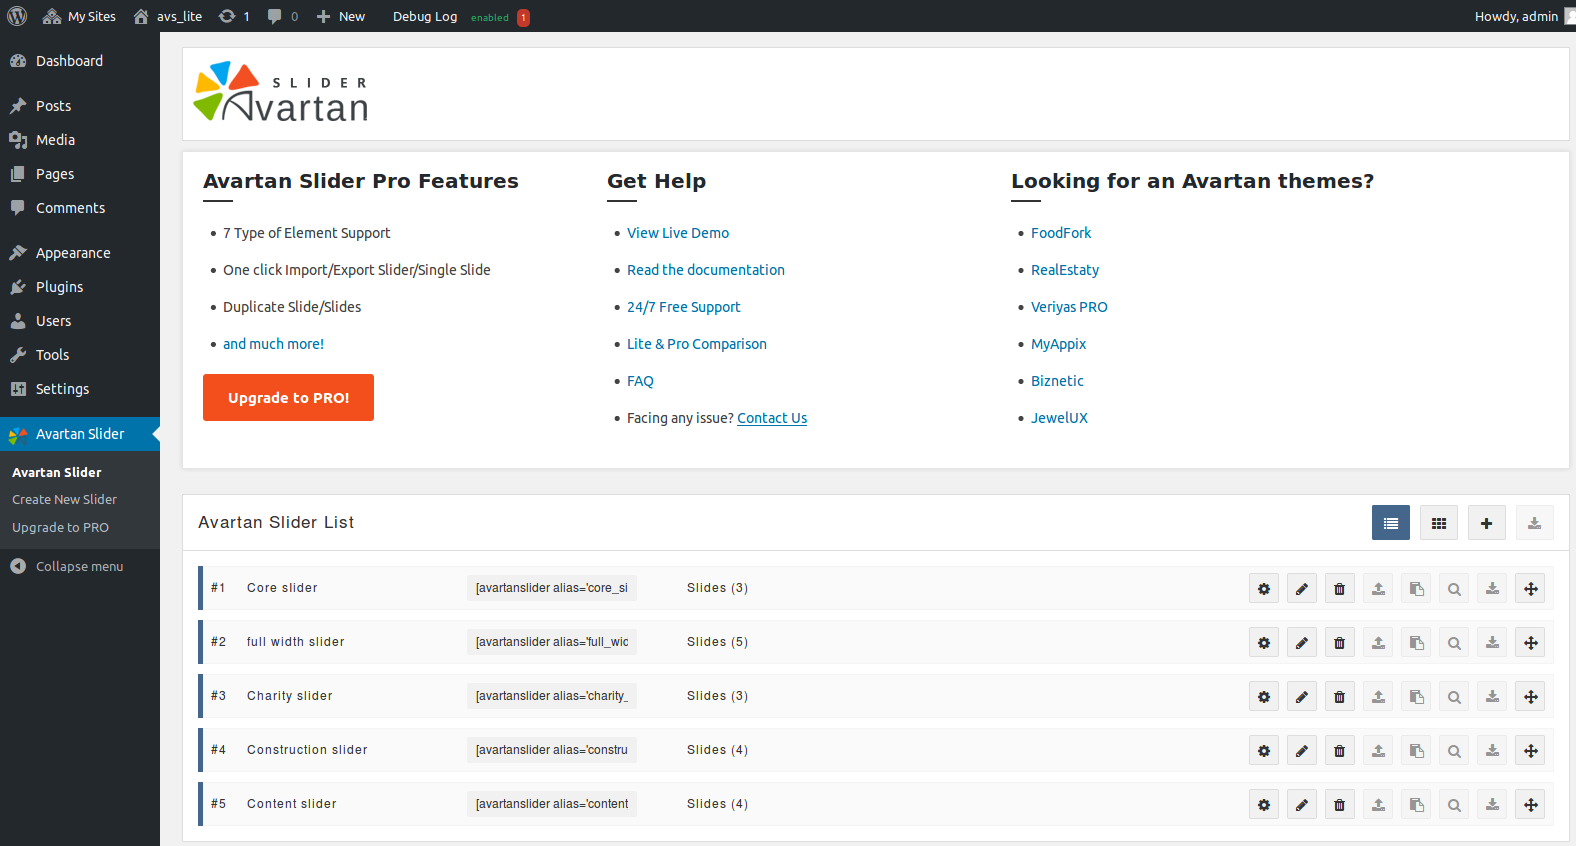 My Sites avs_lite 1 0 New Debug Log enabled 1 Howdy, admin
Dashboard
Posts
Media
Pages
Comments
Appearance
Plugins
Users
Tools
Settings
Avartan Slider
Avartan Slider
Create New Slider
Upgrade to PRO
Collapse menu
SLIDER
Avartan
Avartan Slider Pro Features
7 Type of Element Support
One click Import/Export Slider/Single Slide
Duplicate Slide/Slides
and much more!
Upgrade to PRO!
Get Help
View Live Demo
Read the documentation
24/7 Free Support
Lite & Pro Comparison
FAQ
Facing any issue? Contact Us
Looking for an Avartan themes?
FoodFork
RealEstaty
Veriyas PRO
MyAppix
Biznetic
JewelUX
Avartan Slider List
#1 Core slider [avartanslider alias='core_si Slides (3)
#2 full width slider [avartanslider alias='full_wid Slides (5)
#3 Charity slider [avartanslider alias='charity_ Slides (3)
#4 Construction slider [avartanslider alias='constru Slides (4)
#5 Content slider [avartanslider alias='content Slides (4)